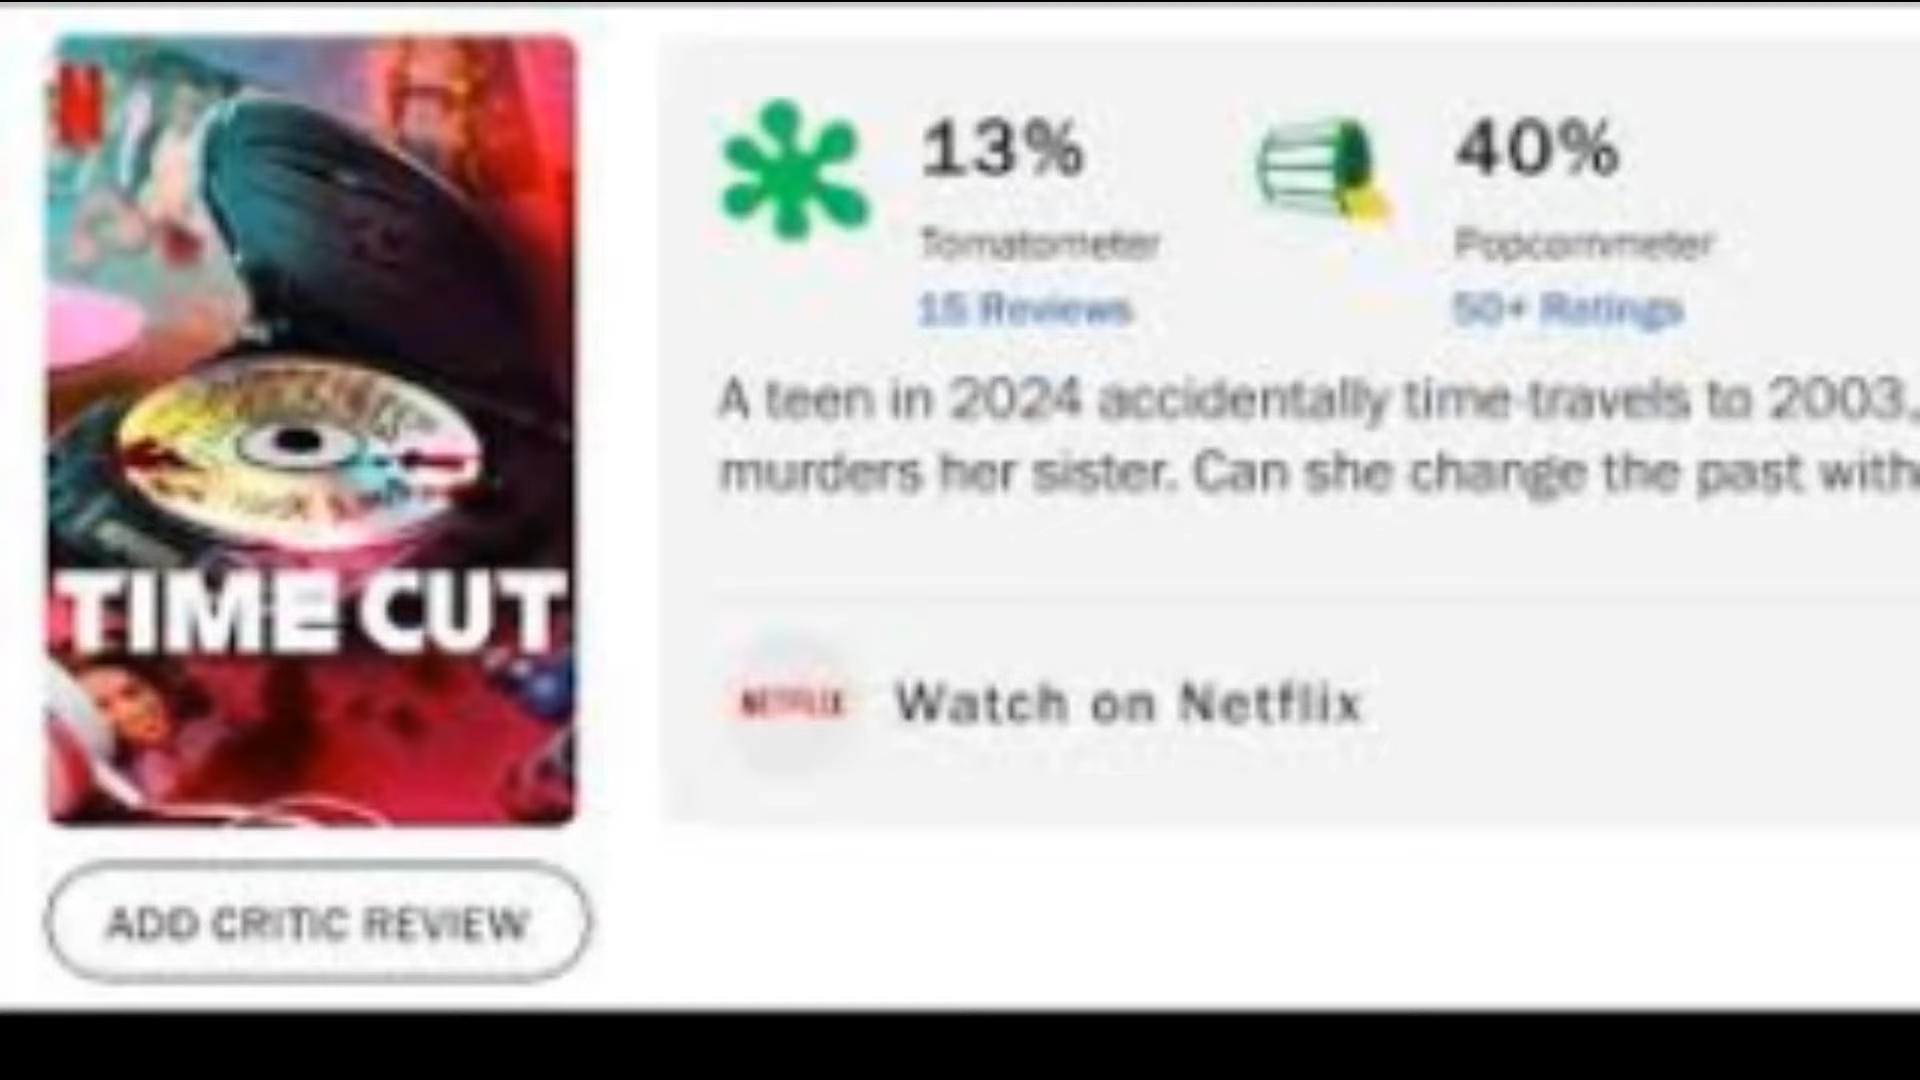 13%
Tomatometer
15 Reviews
40%
Popcornmeter
50+ Ratings
A teen in 2024 accidentally time-travels to 2003,
murders her sister. Can she change the past
TIME CUT
NETFLIX
Watch on Netflix
ADD CRITIC REVIEW